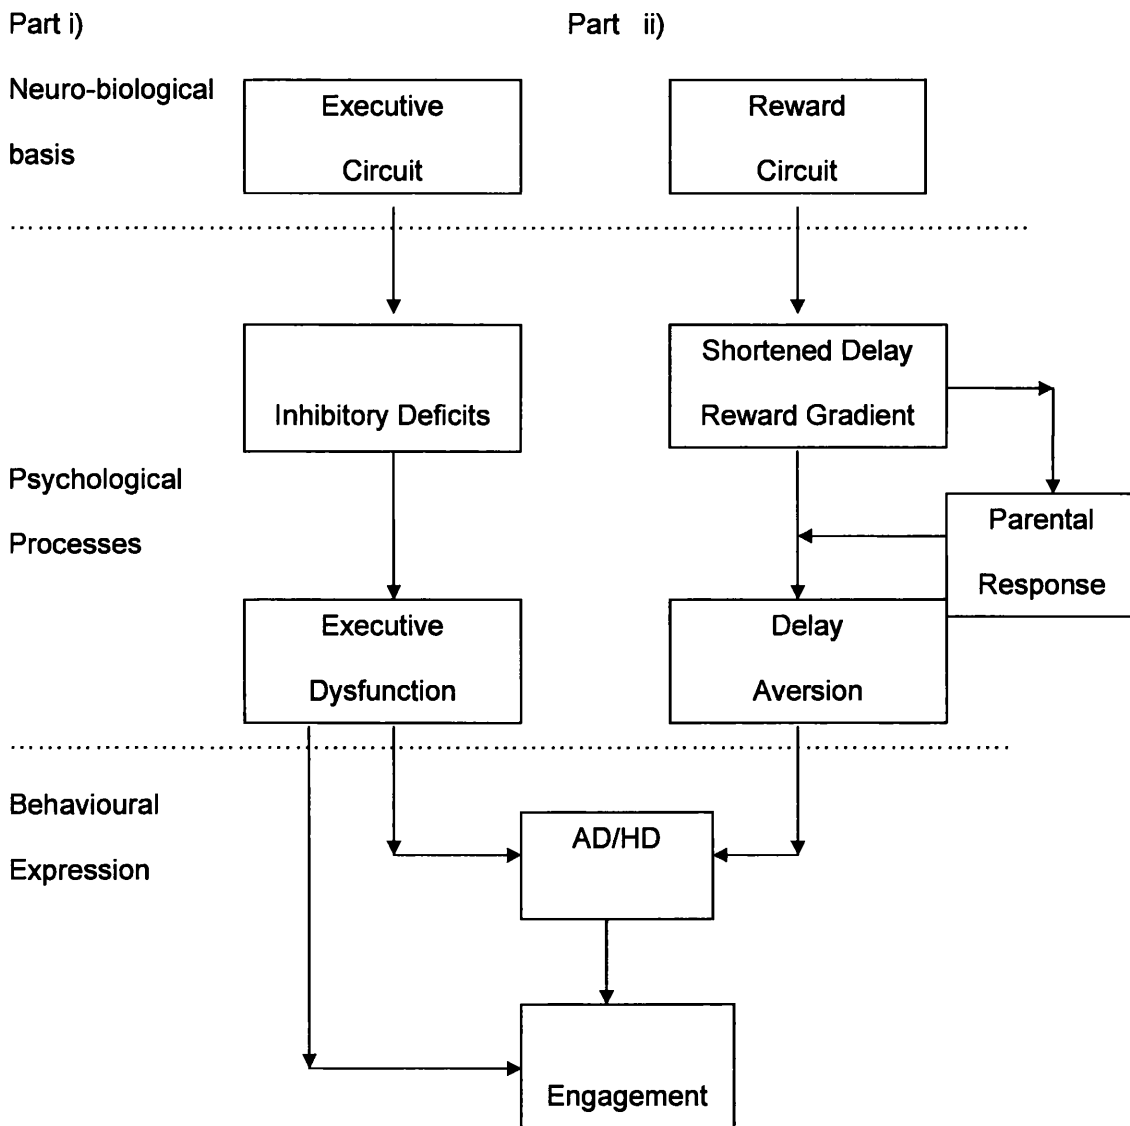 Part i)
Part ii)
Neuro-biological
basis
Executive
Circuit
Reward
Circuit
Inhibitory Deficits
Shortened Delay
Reward Gradient
Psychological
Processes
Parental
Response
Executive
Dysfunction
Delay
Aversion
Behavioural
Expression
AD/HD
Engagement